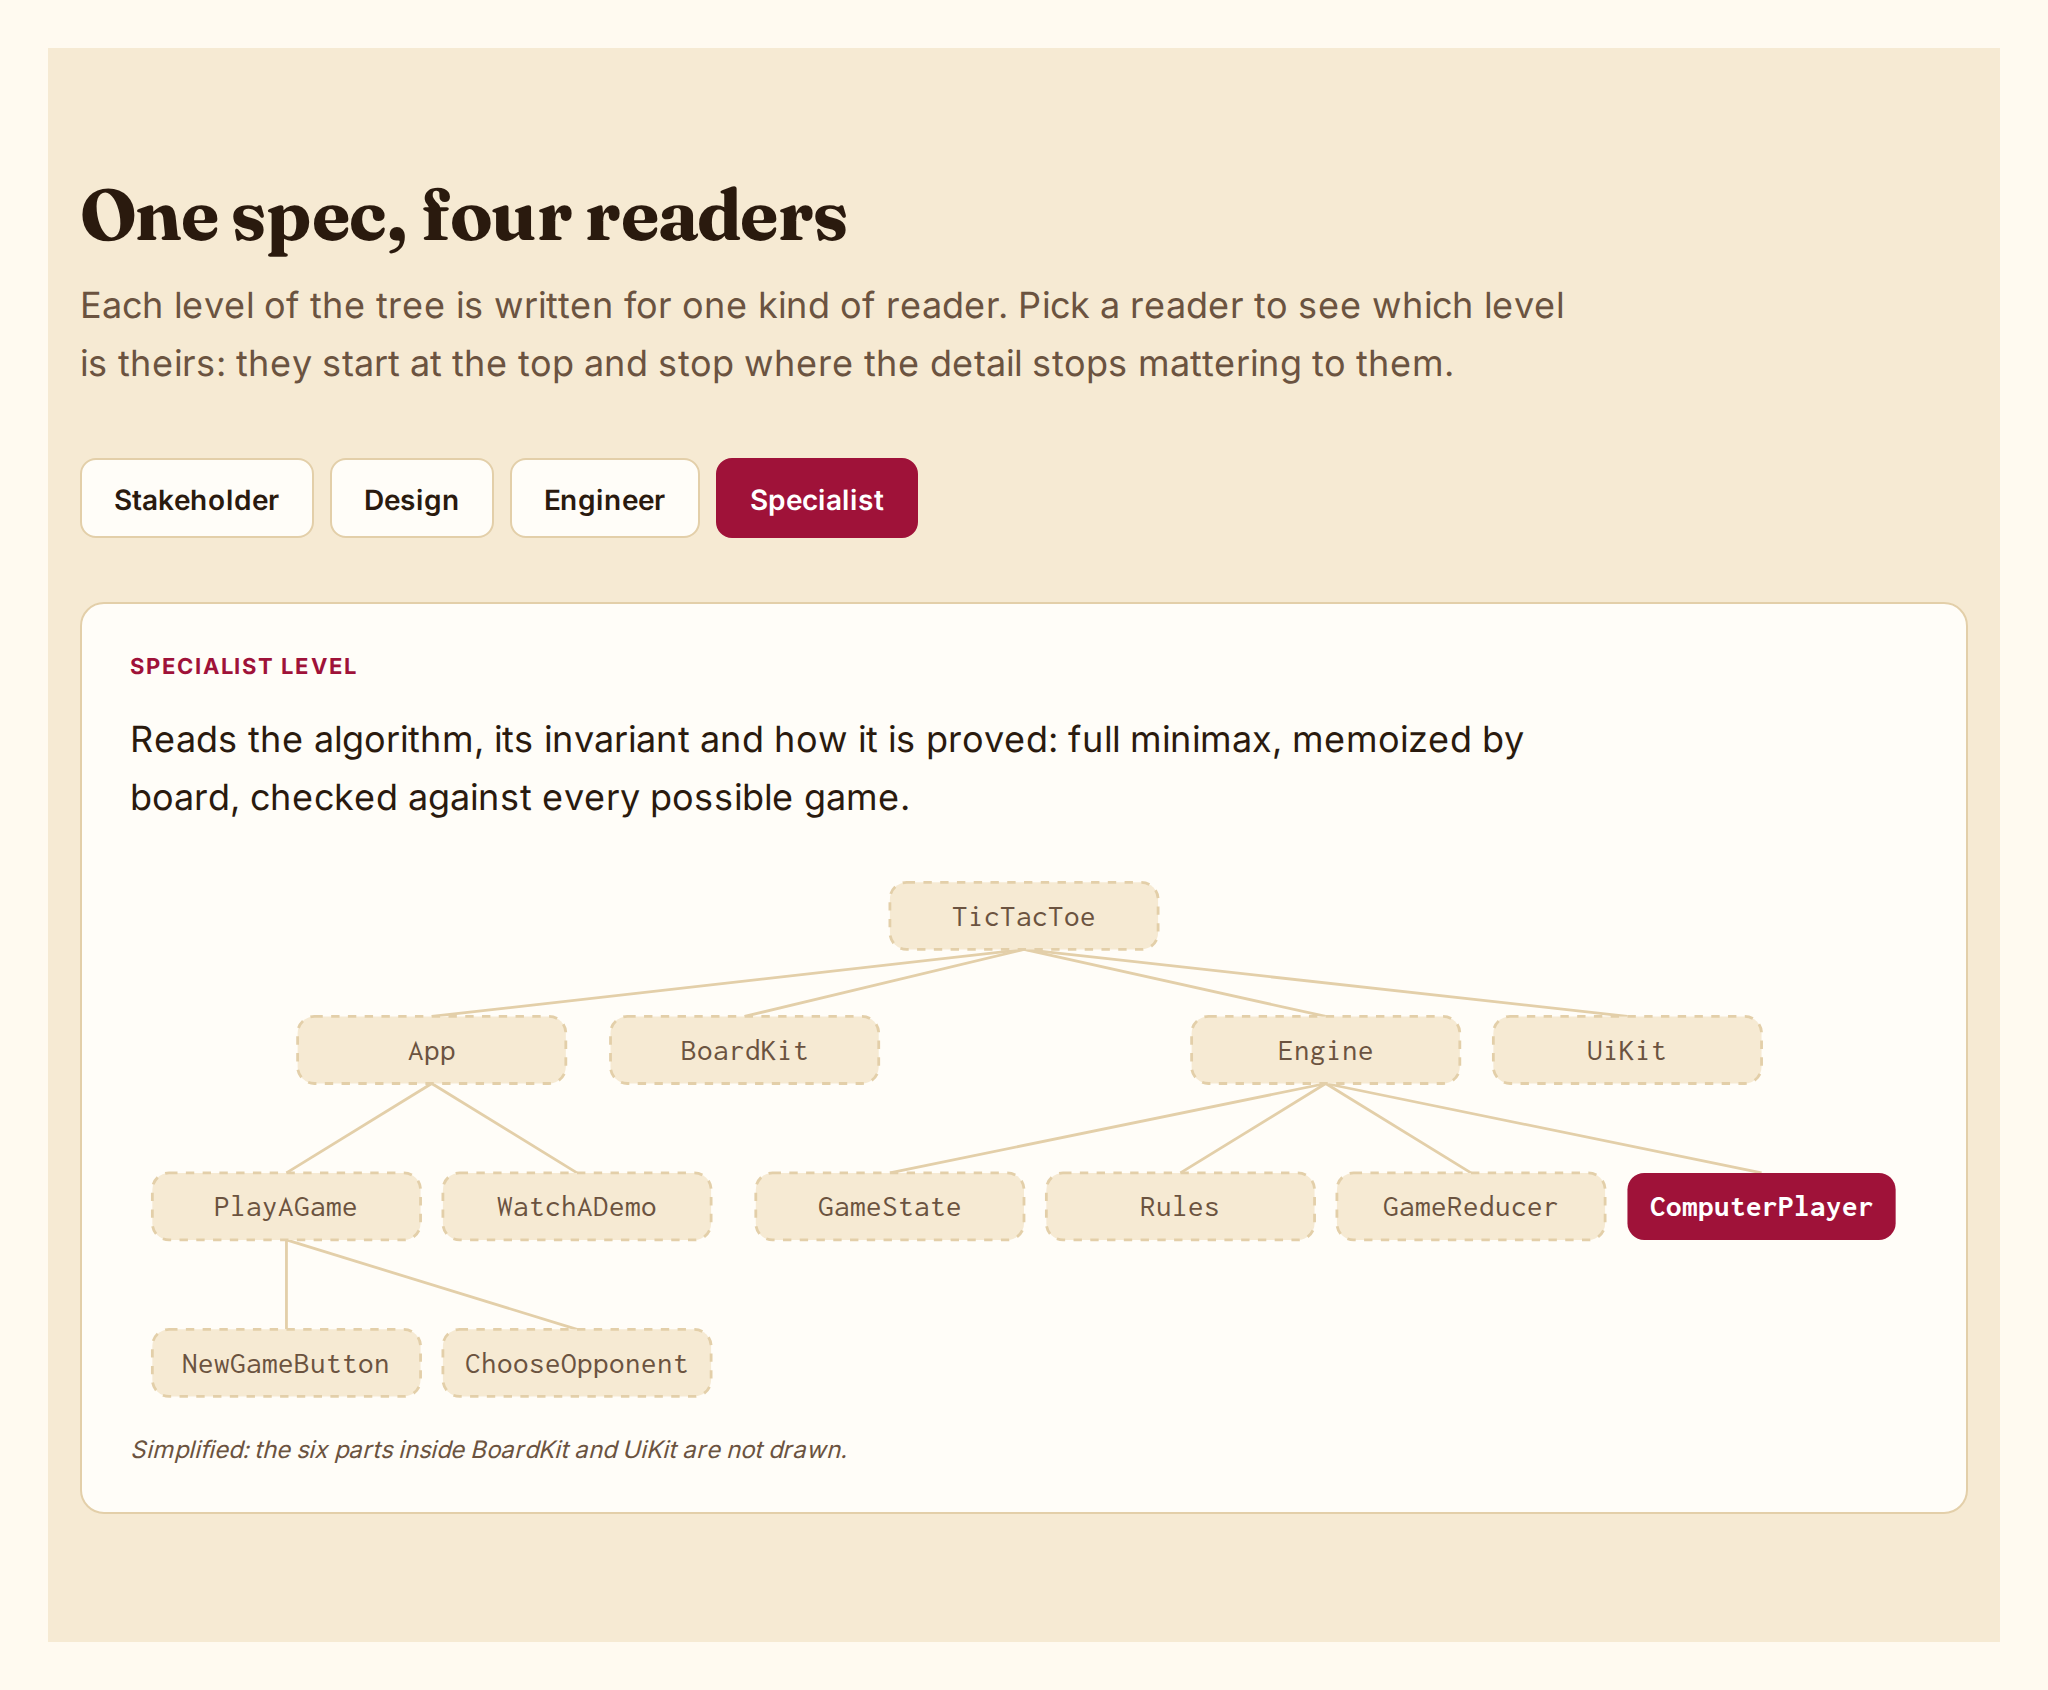 One spec, four readers
Each level of the tree is written for one kind of reader. Pick a reader to see which level
is theirs: they start at the top and stop where the detail stops mattering to them.
Stakeholder
Design
Engineer
Specialist
SPECIALIST LEVEL
Reads the algorithm, its invariant and how it is proved: full minimax, memoized by
board, checked against every possible game.
TicTacToe
App
BoardKit
Engine
UiKit
PlayAGame
WatchADemo
GameState
Rules
GameReducer
ComputerPlayer
NewGameButton
ChooseOpponent
Simplified: the six parts inside BoardKit and UiKit are not drawn.